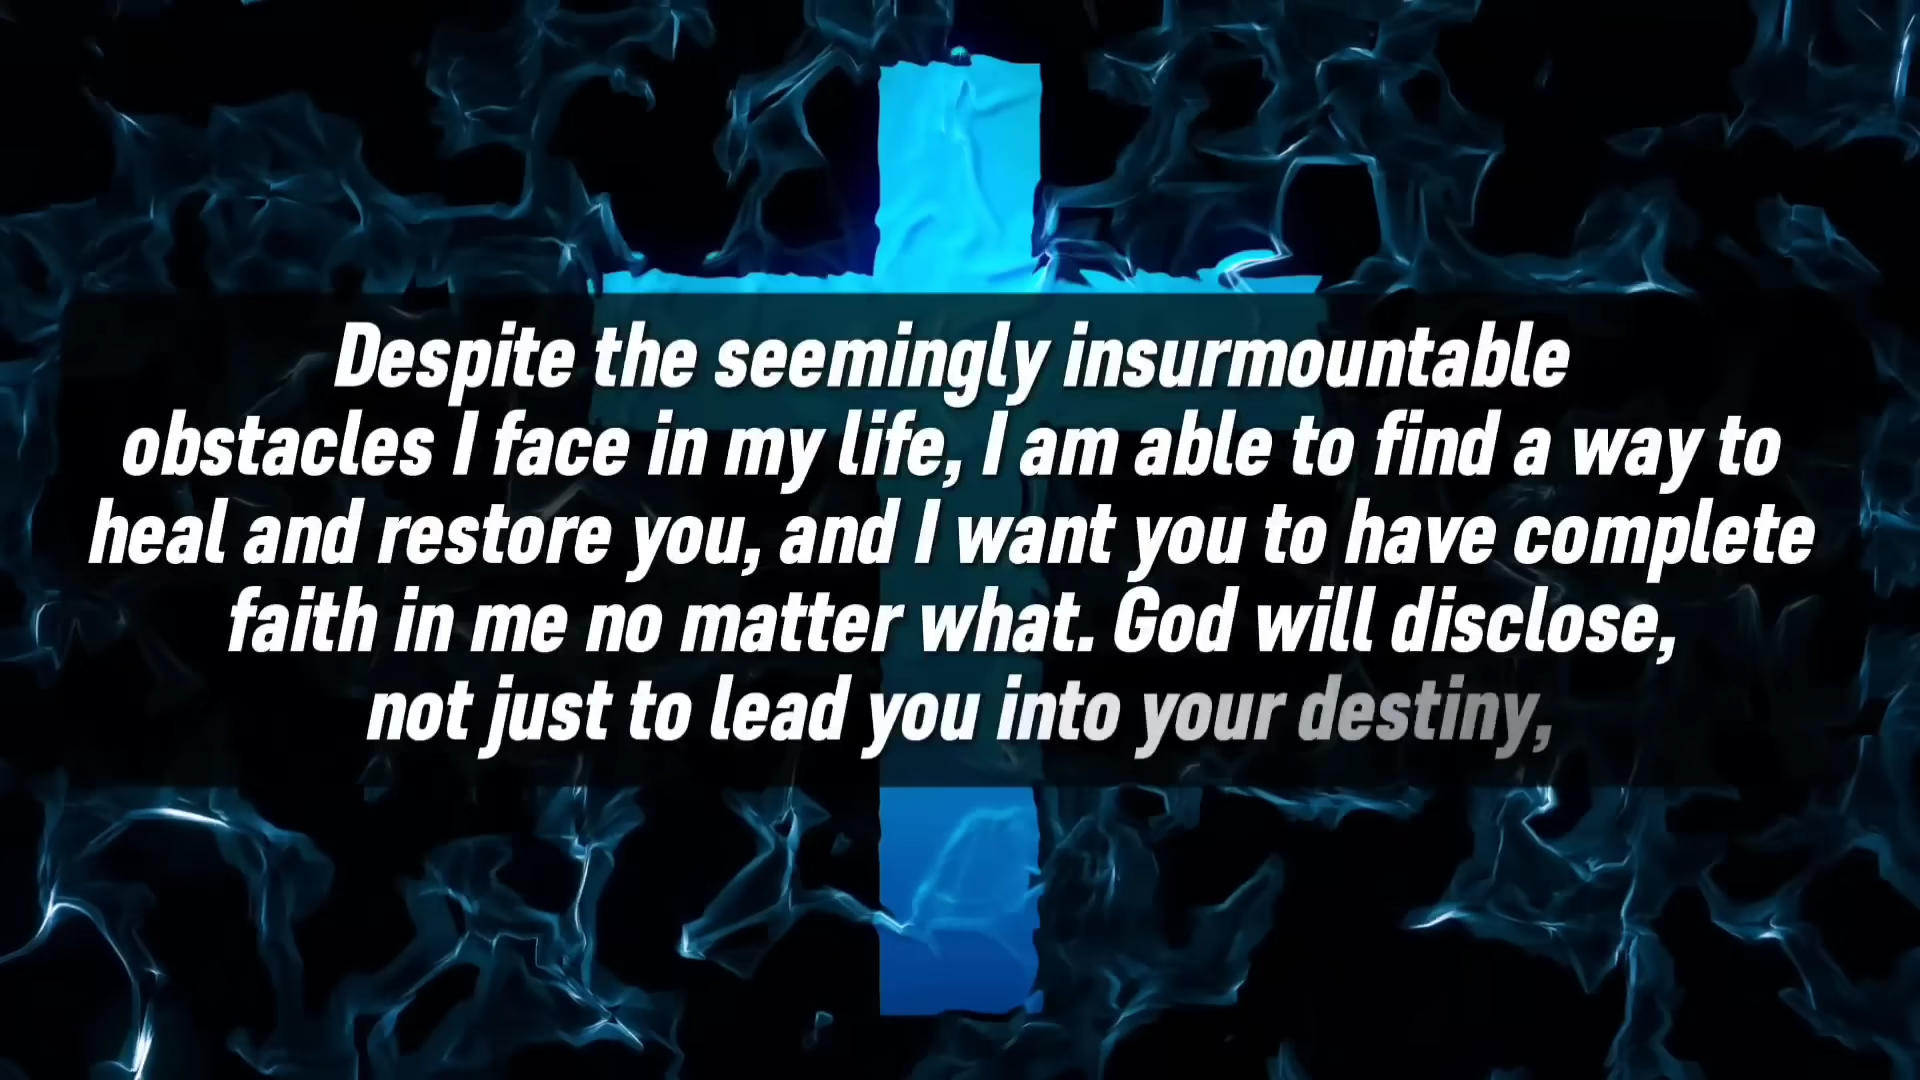 Despite the seemingly insurmountable
obstacles I face in my life, I am able to find a way to
heal and restore you, and I want you to have complete
faith in me no matter what. God will disclose,
not just to lead you into your destiny,